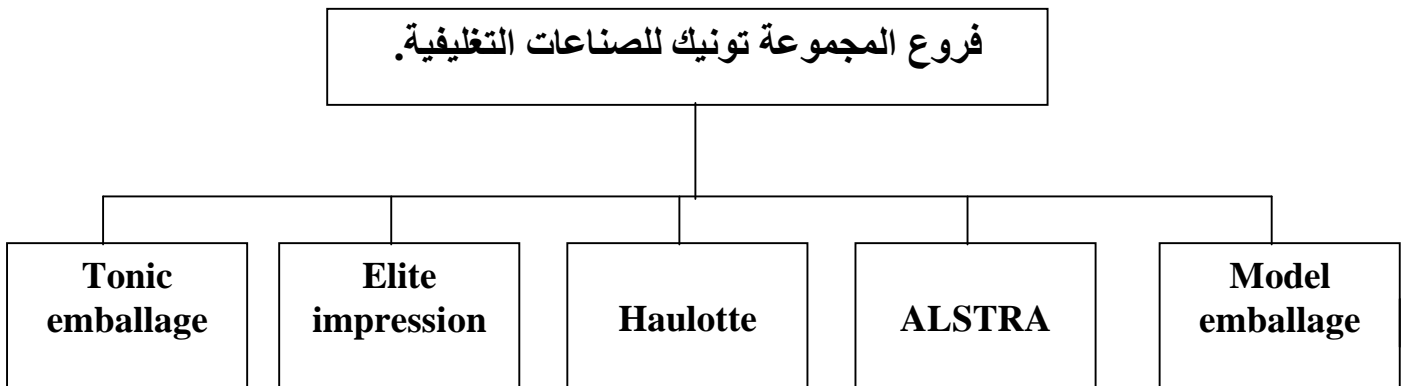 فروع المجموعة تونيك للصناعات التغليفية.
Tonic
emballage
Elite
impression
Haulotte
ALSTRA
Model
emballage